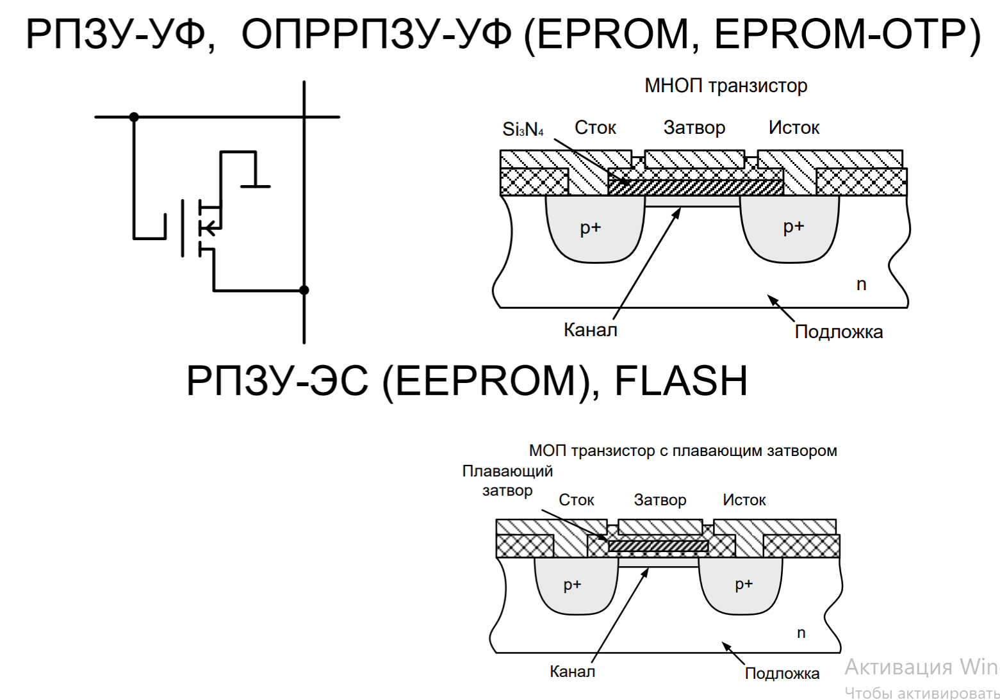 РПЗУ-УФ, ОПРРПЗУ-УФ (EPROM, EPROM-OTP)
МНОП транзистор
Si₃N₄
Сток
Затвор
Исток
p+
p+
n
Канал
Подложка
РПЗУ-ЭС (EEPROM), FLASH
МОП транзистор с плавающим затвором
Плавающий
затвор
Сток
Затвор
Исток
p+
p+
n
Канал
Подложка
Активация Win
Чтобы активировать